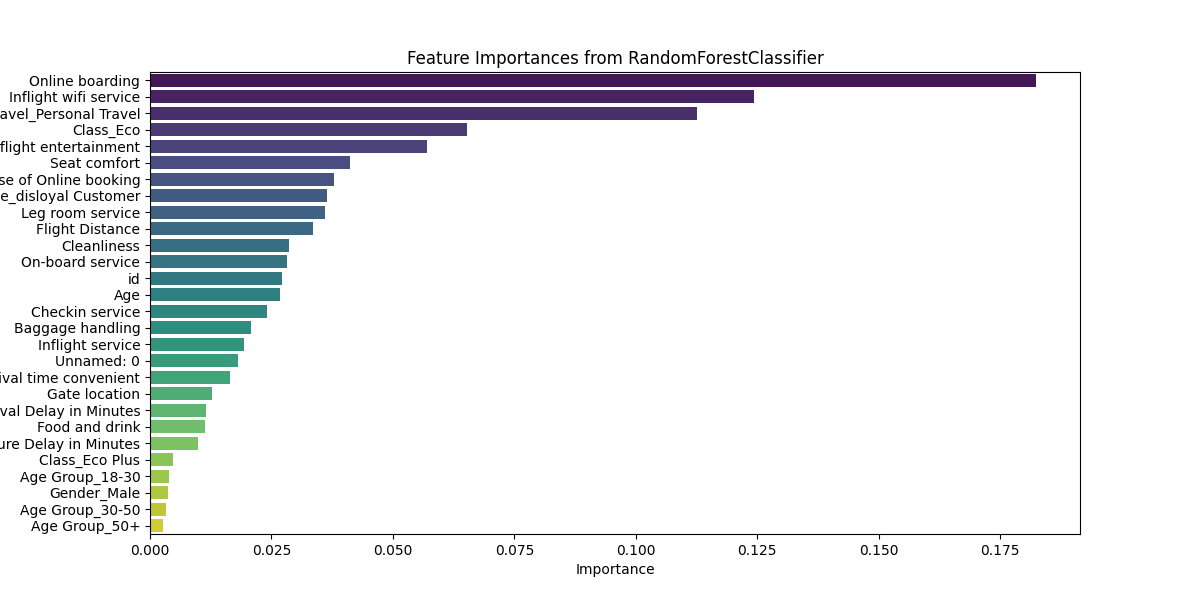 Feature Importances from RandomForestClassifier
Online boarding
Inflight wifi service
avel_Personal Travel
Class_Eco
flight entertainment
Seat comfort
se of Online booking
e_disloyal Customer
Leg room service
Flight Distance
Cleanliness
On-board service
id
Age
Checkin service
Baggage handling
Inflight service
Unnamed: 0
ival time convenient
Gate location
val Delay in Minutes
Food and drink
ure Delay in Minutes
Class_Eco Plus
Age Group_18-30
Gender_Male
Age Group_30-50
Age Group_50+
0.000 0.025 0.050 0.075 0.100 0.125 0.150 0.175
Importance